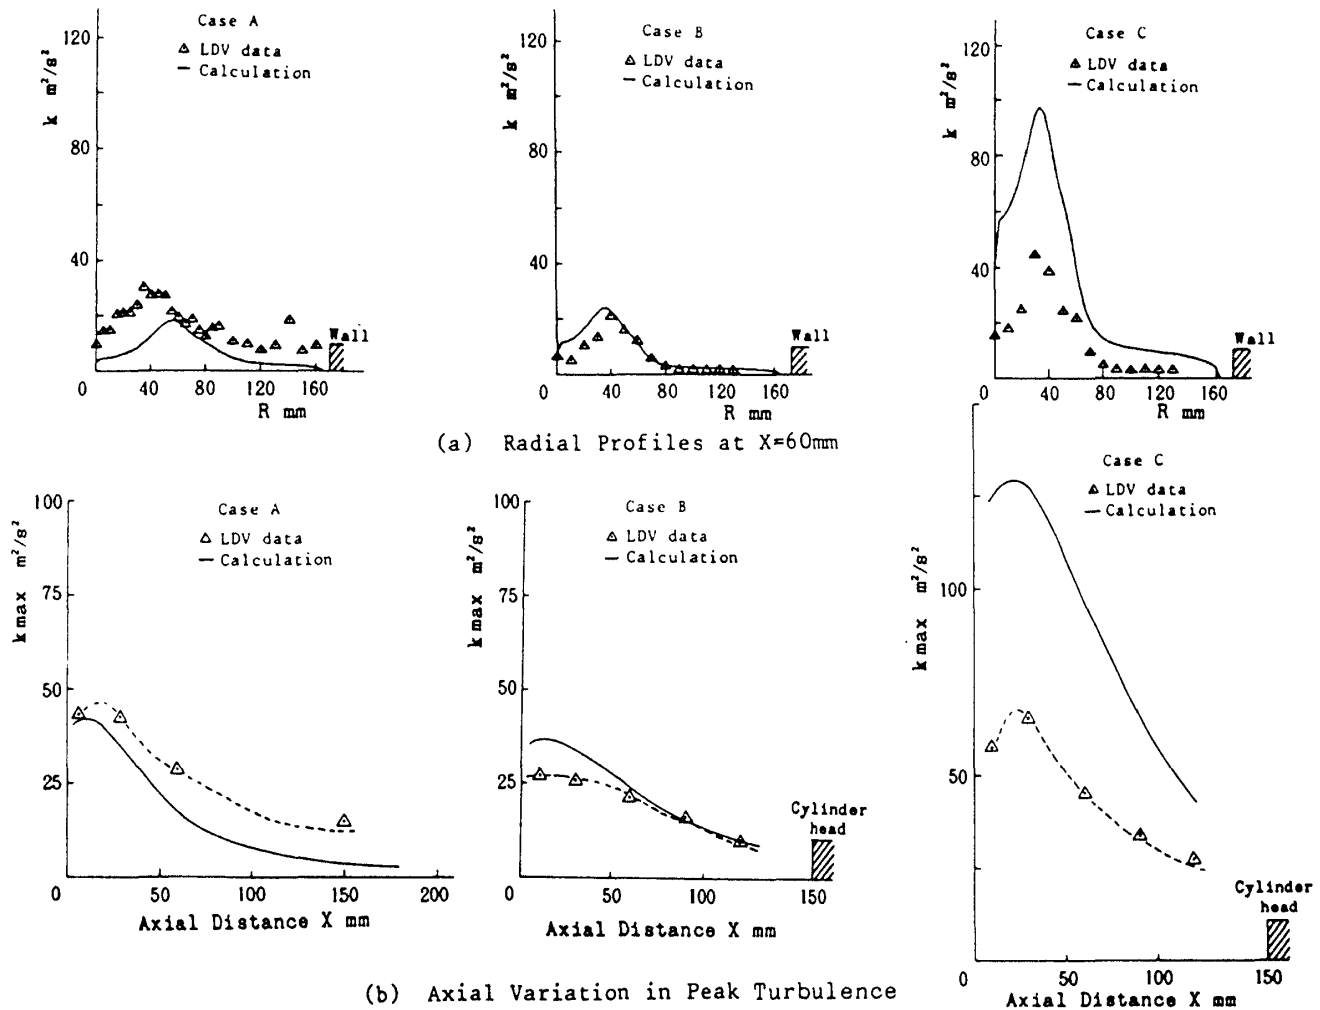 Case A
LDV data
Calculation
k m²/s²
120
80
40
0
40
80
120
160
R mm
Wall
Case B
LDV data
Calculation
k m²/s²
120
80
40
0
40
80
120
160
R mm
Wall
Case C
LDV data
Calculation
k m²/s²
120
80
40
0
40
80
120
160
R mm
Wall
(a) Radial Profiles at X=60mm
Case A
LDV data
Calculation
kmax m²/s²
100
75
50
25
0
50
100
150
200
Axial Distance X mm
Case B
LDV data
Calculation
kmax m²/s²
100
75
50
25
0
50
100
150
Cylinder
head
Axial Distance X mm
Case C
LDV data
Calculation
kmax m²/s²
100
50
0
50
100
150
Cylinder
head
Axial Distance X mm
(b) Axial Variation in Peak Turbulence